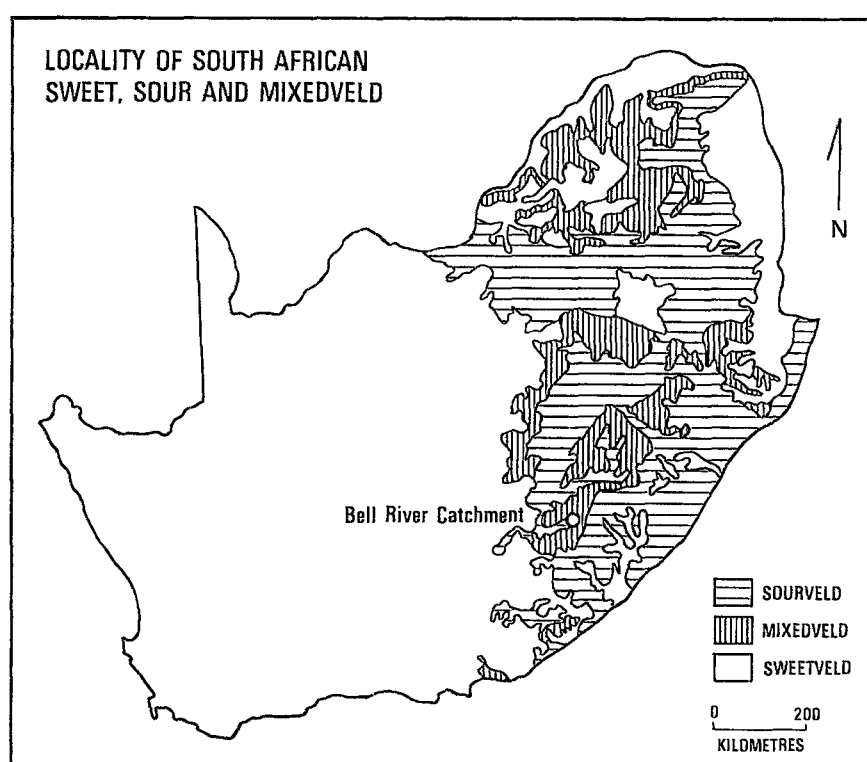 LOCALITY OF SOUTH AFRICAN
SWEET, SOUR AND MIXEDVELD
N
Bell River Catchment
SOURVELD
MIXEDVELD
SWEETVELD
0 200
KILOMETRES